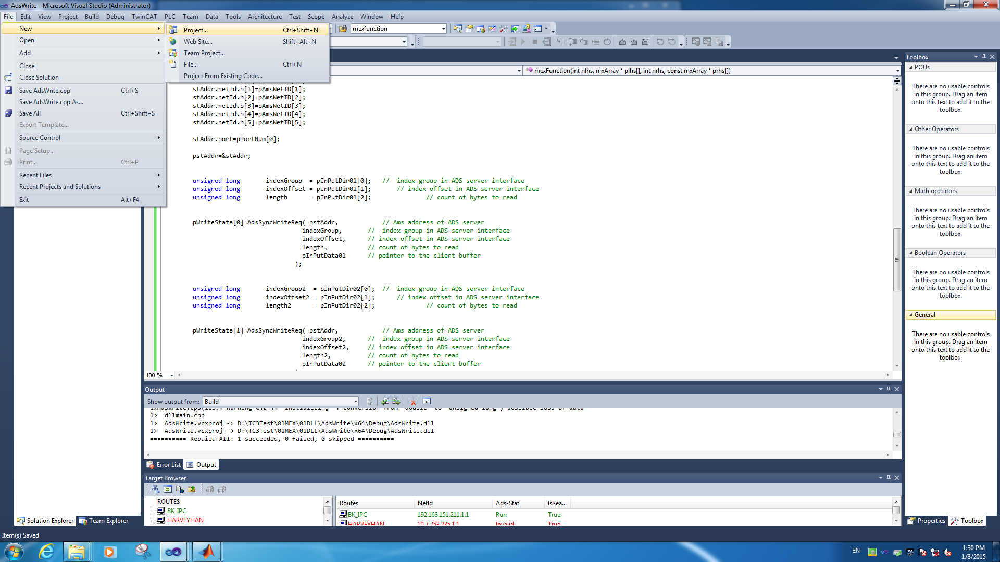 AdsWrite - Microsoft Visual Studio (Administrator)
File Edit View Project Build Debug TwinCAT PLC Team Data Tools Architecture Test Scope Analyze Window Help
New
Open
Add
Close
Close Solution
Save AdsWrite.cpp Ctrl+S
Save AdsWrite.cpp As...
Save All Ctrl+Shift+S
Export Template...
Source Control
Page Setup...
Print... Ctrl+P
Recent Files
Recent Projects and Solutions
Exit Alt+F4
Project... Ctrl+Shift+N
Web Site... Shift+Alt+N
Team Project...
File... Ctrl+N
Project From Existing Code...
mexfunction
mexFunction(int nlhs, mxArray * plhs[], int nrhs, const mxArray * prhs[])
stAddr.netId.b[1]=pAmsNetID[1];
stAddr.netId.b[2]=pAmsNetID[2];
stAddr.netId.b[3]=pAmsNetID[3];
stAddr.netId.b[4]=pAmsNetID[4];
stAddr.netId.b[5]=pAmsNetID[5];
stAddr.port=pPortNum[0];
pstAddr=&stAddr;
unsigned long indexGroup = pInPutDir01[0]; // index group in ADS server interface
unsigned long indexOffset = pInPutDir01[1]; // index offset in ADS server interface
unsigned long length = pInPutDir01[2]; // count of bytes to read
pWriteState[0]=AdsSyncWriteReq( pstAddr, // Ams address of ADS server
indexGroup, // index group in ADS server interface
indexOffset, // index offset in ADS server interface
length, // count of bytes to read
pInPutData01 // pointer to the client buffer
);
unsigned long indexGroup2 = pInPutDir02[0]; // index group in ADS server interface
unsigned long indexOffset2 = pInPutDir02[1]; // index offset in ADS server interface
unsigned long length2 = pInPutDir02[2]; // count of bytes to read
pWriteState[1]=AdsSyncWriteReq( pstAddr, // Ams address of ADS server
indexGroup2, // index group in ADS server interface
indexOffset2, // index offset in ADS server interface
length2, // count of bytes to read
pInPutData02 // pointer to the client buffer
100 %
Output
Show output from: Build
1>AdsWrite.cpp(105): warning C4244: 'initializing' : conversion from 'double' to 'unsigned long', possible loss of data
1> dllmain.cpp
1> AdsWrite.vcxproj -> D:\TC3Test\01MEX\01DLL\AdsWrite\x64\Debug\AdsWrite.dll
1> AdsWrite.vcxproj -> D:\TC3Test\01MEX\01DLL\AdsWrite\x64\Debug\AdsWrite.dll
========== Rebuild All: 1 succeeded, 0 failed, 0 skipped ==========
Error List Output
Target Browser
ROUTES
BK_IPC
HARVEYHAN
Routes NetId Ads-Stat IsRea...
BK_IPC 192.168.151.211.1.1 Run True
HARVEYHAN 10.7.253.235.1.1 Invalid True
Toolbox
POUs
There are no usable controls
in this group. Drag an item
onto this text to add it to the
toolbox.
Other Operators
There are no usable controls
in this group. Drag an item
onto this text to add it to the
toolbox.
Math operators
There are no usable controls
in this group. Drag an item
onto this text to add it to the
toolbox.
Boolean Operators
There are no usable controls
in this group. Drag an item
onto this text to add it to the
toolbox.
General
There are no usable controls
in this group. Drag an item
onto this text to add it to the
toolbox.
Solution Explorer Team Explorer
Properties Toolbox
Item(s) Saved
EN
1:30 PM
1/8/2015